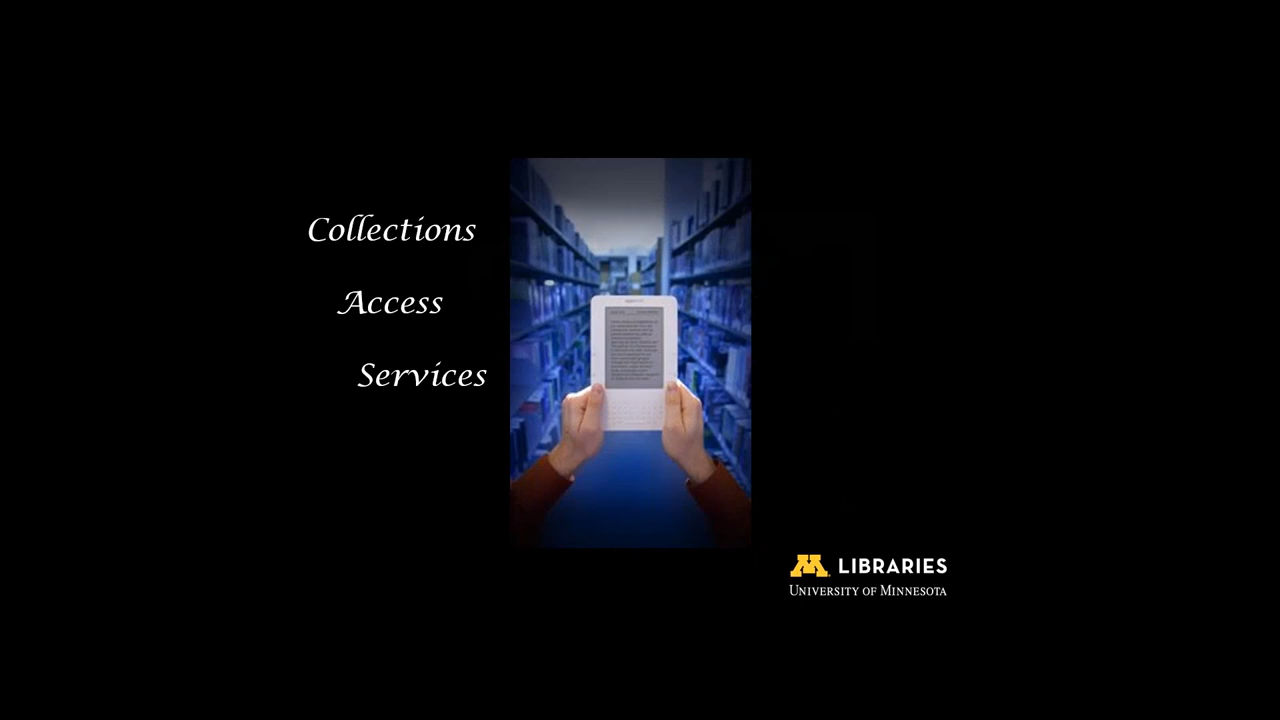 Collections
Access
Services
M LIBRARIES
UNIVERSITY OF MINNESOTA